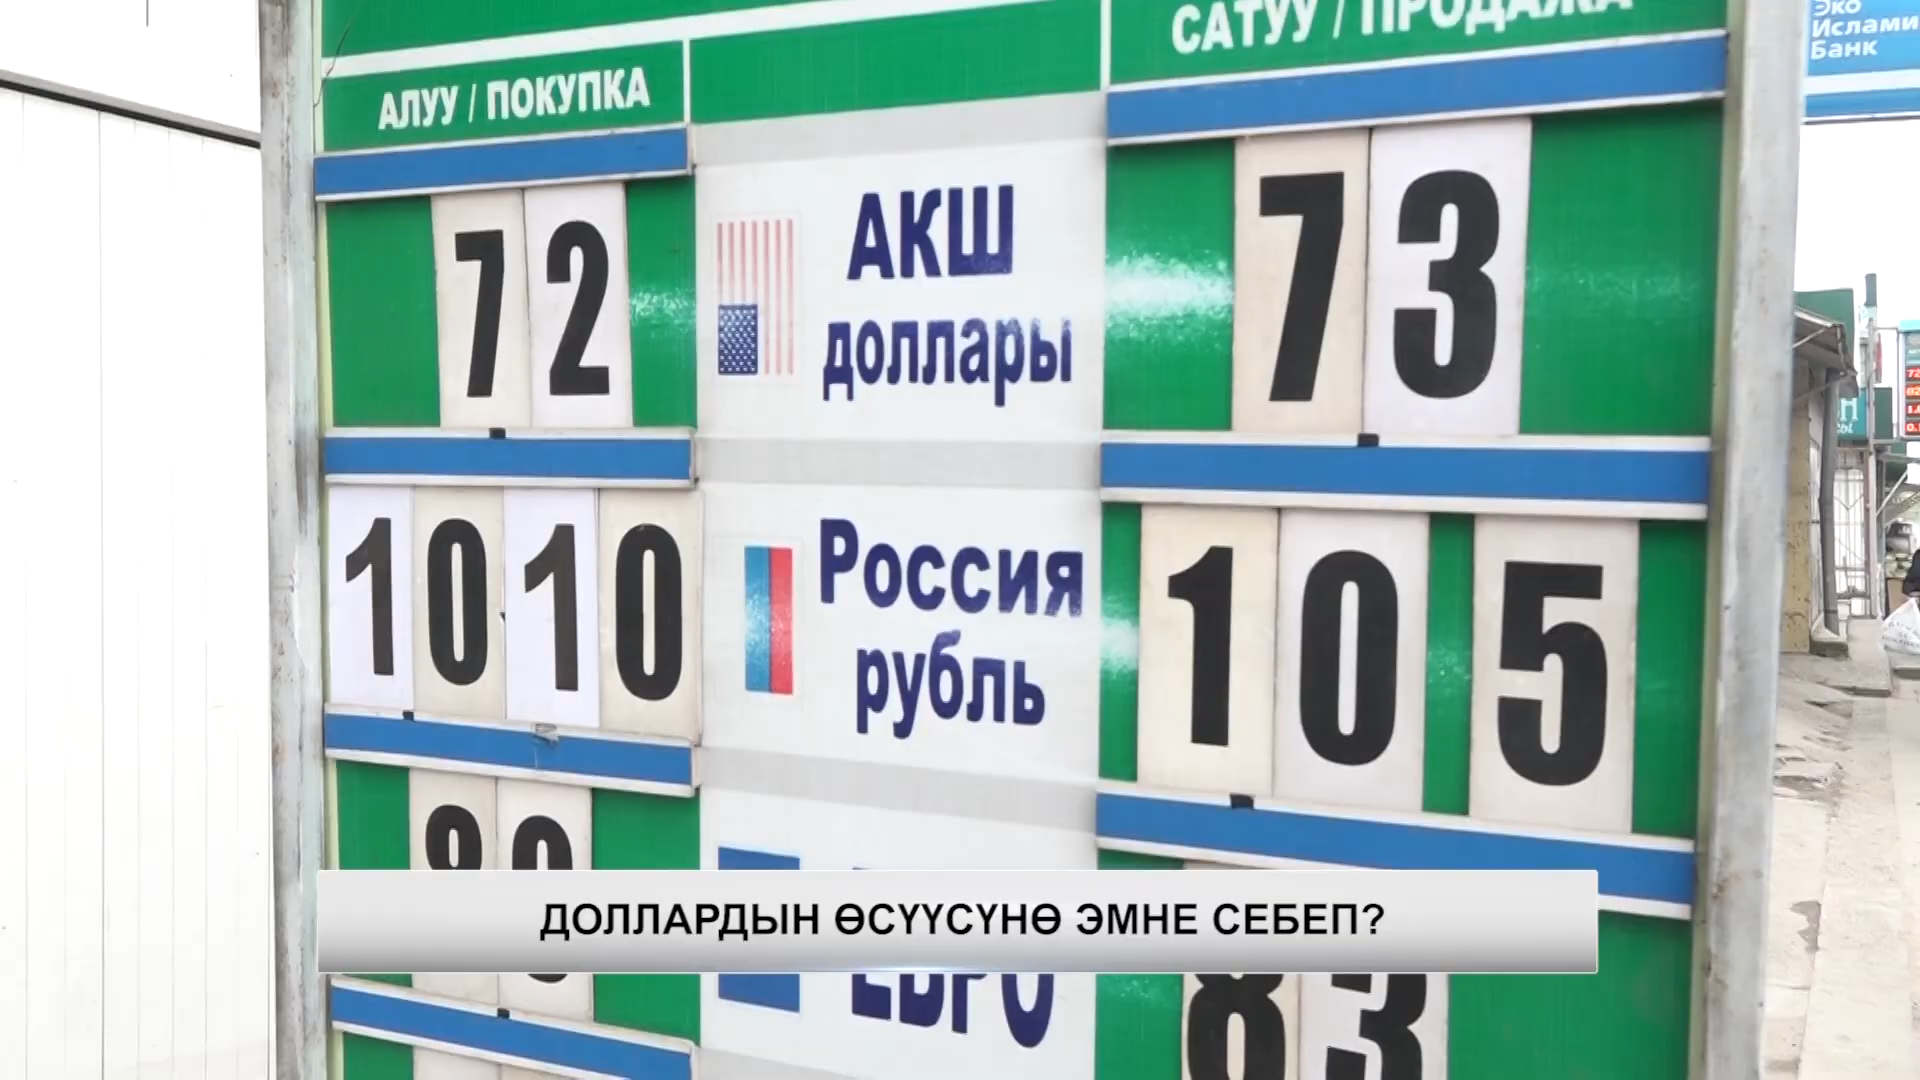 САТУУ / ПРОДАЖА
Эко
Ислами
Банк
АЛУУ / ПОКУПКА
72
АКШ
доллары
73
1010
Россия
рубль
105
ДОЛЛАРДЫН ӨСҮҮСҮНӨ ЭМНЕ СЕБЕП?
ЕВРО
83